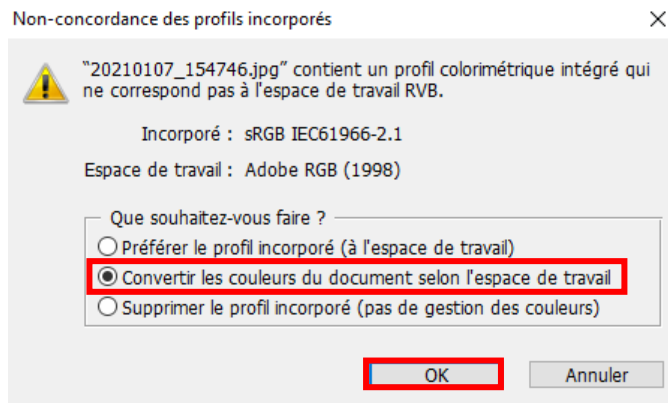 Non-concordance des profils incorporés
“20210107_154746.jpg” contient un profil colorimétrique intégré qui
ne correspond pas à l'espace de travail RVB.
Incorporé : sRGB IEC61966-2.1
Espace de travail : Adobe RGB (1998)
Que souhaitez-vous faire ?
Préférer le profil incorporé (à l'espace de travail)
Convertir les couleurs du document selon l'espace de travail
Supprimer le profil incorporé (pas de gestion des couleurs)
OK Annuler